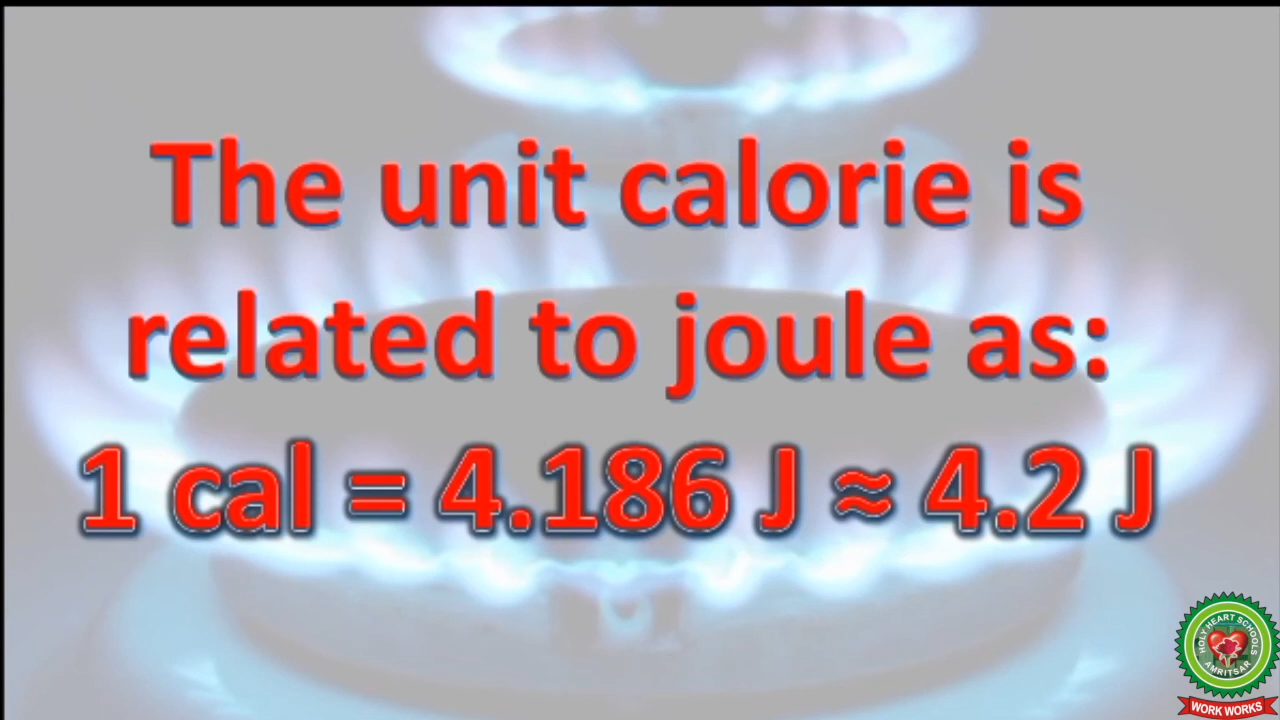 The unit calorie is
related to joule as:
1 cal = 4.186 J ≈ 4.2 J
HOLY HEART SCHOOLS
AMRITSAR
WORK WORKS